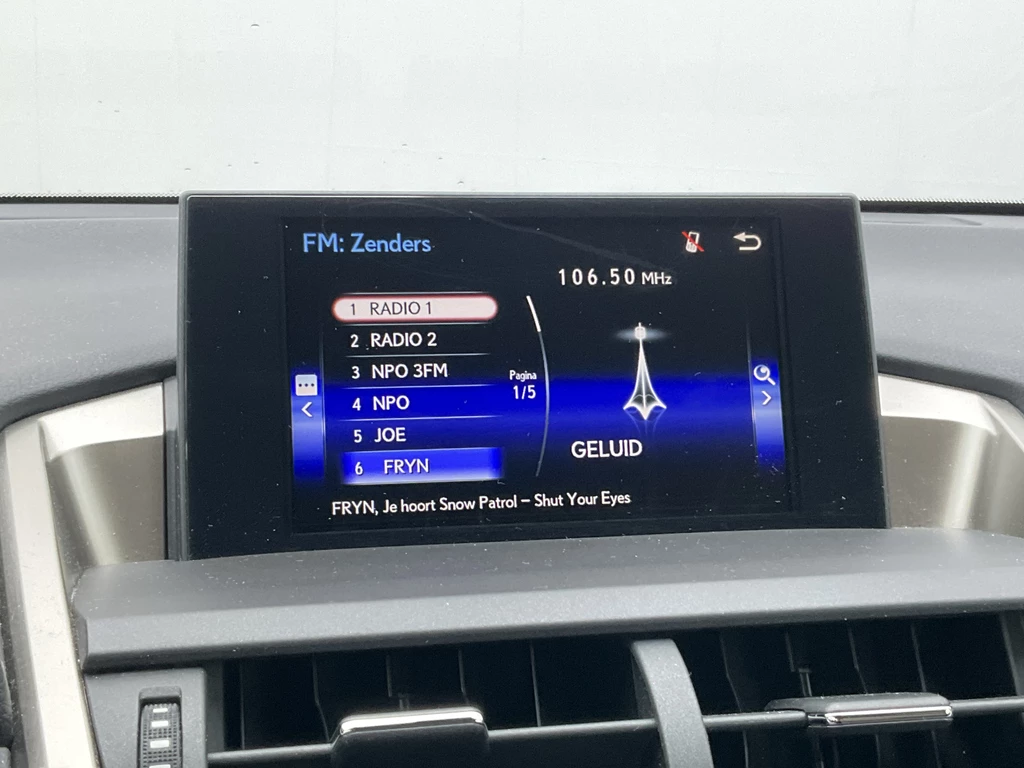 FM: Zenders
106.50 MHz
1 RADIO 1
2 RADIO 2
3 NPO 3FM
4 NPO
5 JOE
6 FRYN
Pagina
1/5
GELUID
FRYN, Je hoort Snow Patrol – Shut Your Eyes